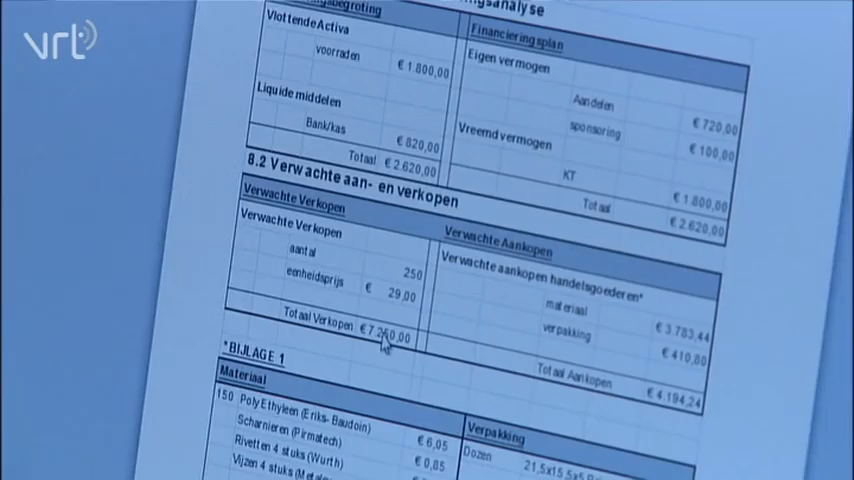 vrt
Financieringsplan
Vlottende Activa
voorraden € 1.800,00
Liquide middelen
Bank/kas € 820,00
Totaal € 2.620,00
Eigen vermogen
Aandelen € 720,00
sponsoring € 100,00
Vreemd vermogen
KT € 1.800,00
Totaal € 2.620,00
8.2 Verwachte aan- en verkopen
Verwachte Verkopen
Verwachte Verkopen
aantal 250
eenheidsprijs € 29,00
Totaal Verkopen € 7.250,00
Verwachte Aankopen
Verwachte aankopen handelsgoederen*
materiaal € 3.783,44
verpakking € 410,80
Totaal Aankopen € 4.194,24
*BIJLAGE 1
Materiaal
150 PolyEthyleen (Eriks-Baudoin) € 6,05
Scharnieren (Pirmatech) € 0,85
Rivetten 4 stuks (Wurth)
Vijzen 4 stuks
Verpakking
Dozen